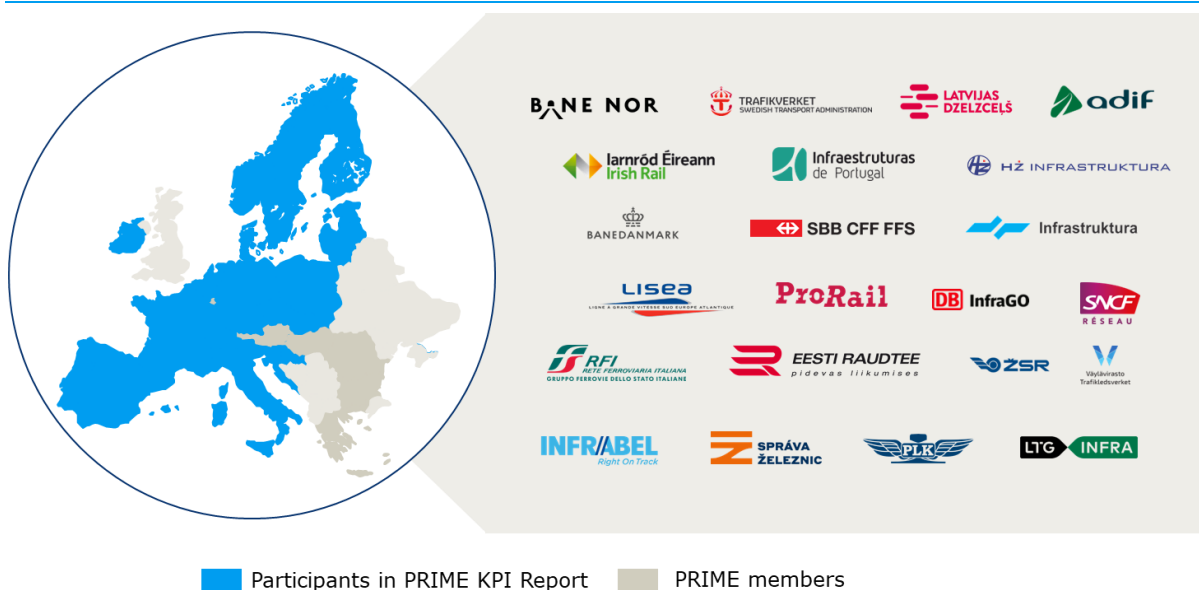 BANE NOR
TRAFIKVERKET
SWEDISH TRANSPORT ADMINISTRATION
LATVIJAS
DZELZCEĻŠ
adif
Iarnród Éireann
Irish Rail
Infraestruturas
de Portugal
HŽ INFRASTRUKTURA
BANEDANMARK
SBB CFF FFS
Infrastruktura
LISEA
LIGNE À GRANDE VITESSE SUD EUROPE ATLANTIQUE
ProRail
DB InfraGO
SNCF
RÉSEAU
RFI
RETE FERROVIARIA ITALIANA
GRUPPO FERROVIE DELLO STATO ITALIANE
EESTI RAUDTEE
pidevas liikumises
ŽSR
Väylävirasto
Trafikledsverket
INFRABEL
Right On Track
SPRÁVA
ŽELEZNIC
PLK
LTG INFRA
Participants in PRIME KPI Report
PRIME members